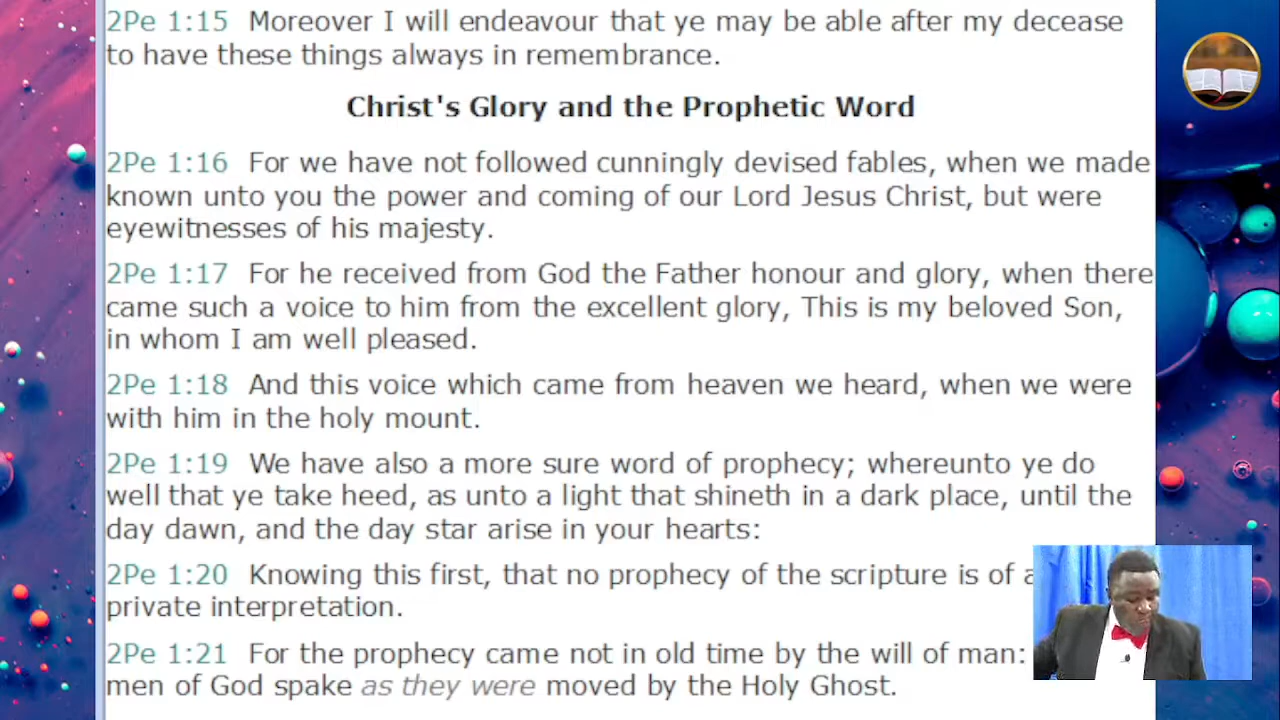 2Pe 1:15 Moreover I will endeavour that ye may be able after my decease
to have these things always in remembrance.
Christ's Glory and the Prophetic Word
2Pe 1:16 For we have not followed cunningly devised fables, when we made
known unto you the power and coming of our Lord Jesus Christ, but were
eyewitnesses of his majesty.
2Pe 1:17 For he received from God the Father honour and glory, when there
came such a voice to him from the excellent glory, This is my beloved Son,
in whom I am well pleased.
2Pe 1:18 And this voice which came from heaven we heard, when we were
with him in the holy mount.
2Pe 1:19 We have also a more sure word of prophecy; whereunto ye do
well that ye take heed, as unto a light that shineth in a dark place, until the
day dawn, and the day star arise in your hearts:
2Pe 1:20 Knowing this first, that no prophecy of the scripture is of
private interpretation.
2Pe 1:21 For the prophecy came not in old time by the will of man:
men of God spake as they were moved by the Holy Ghost.